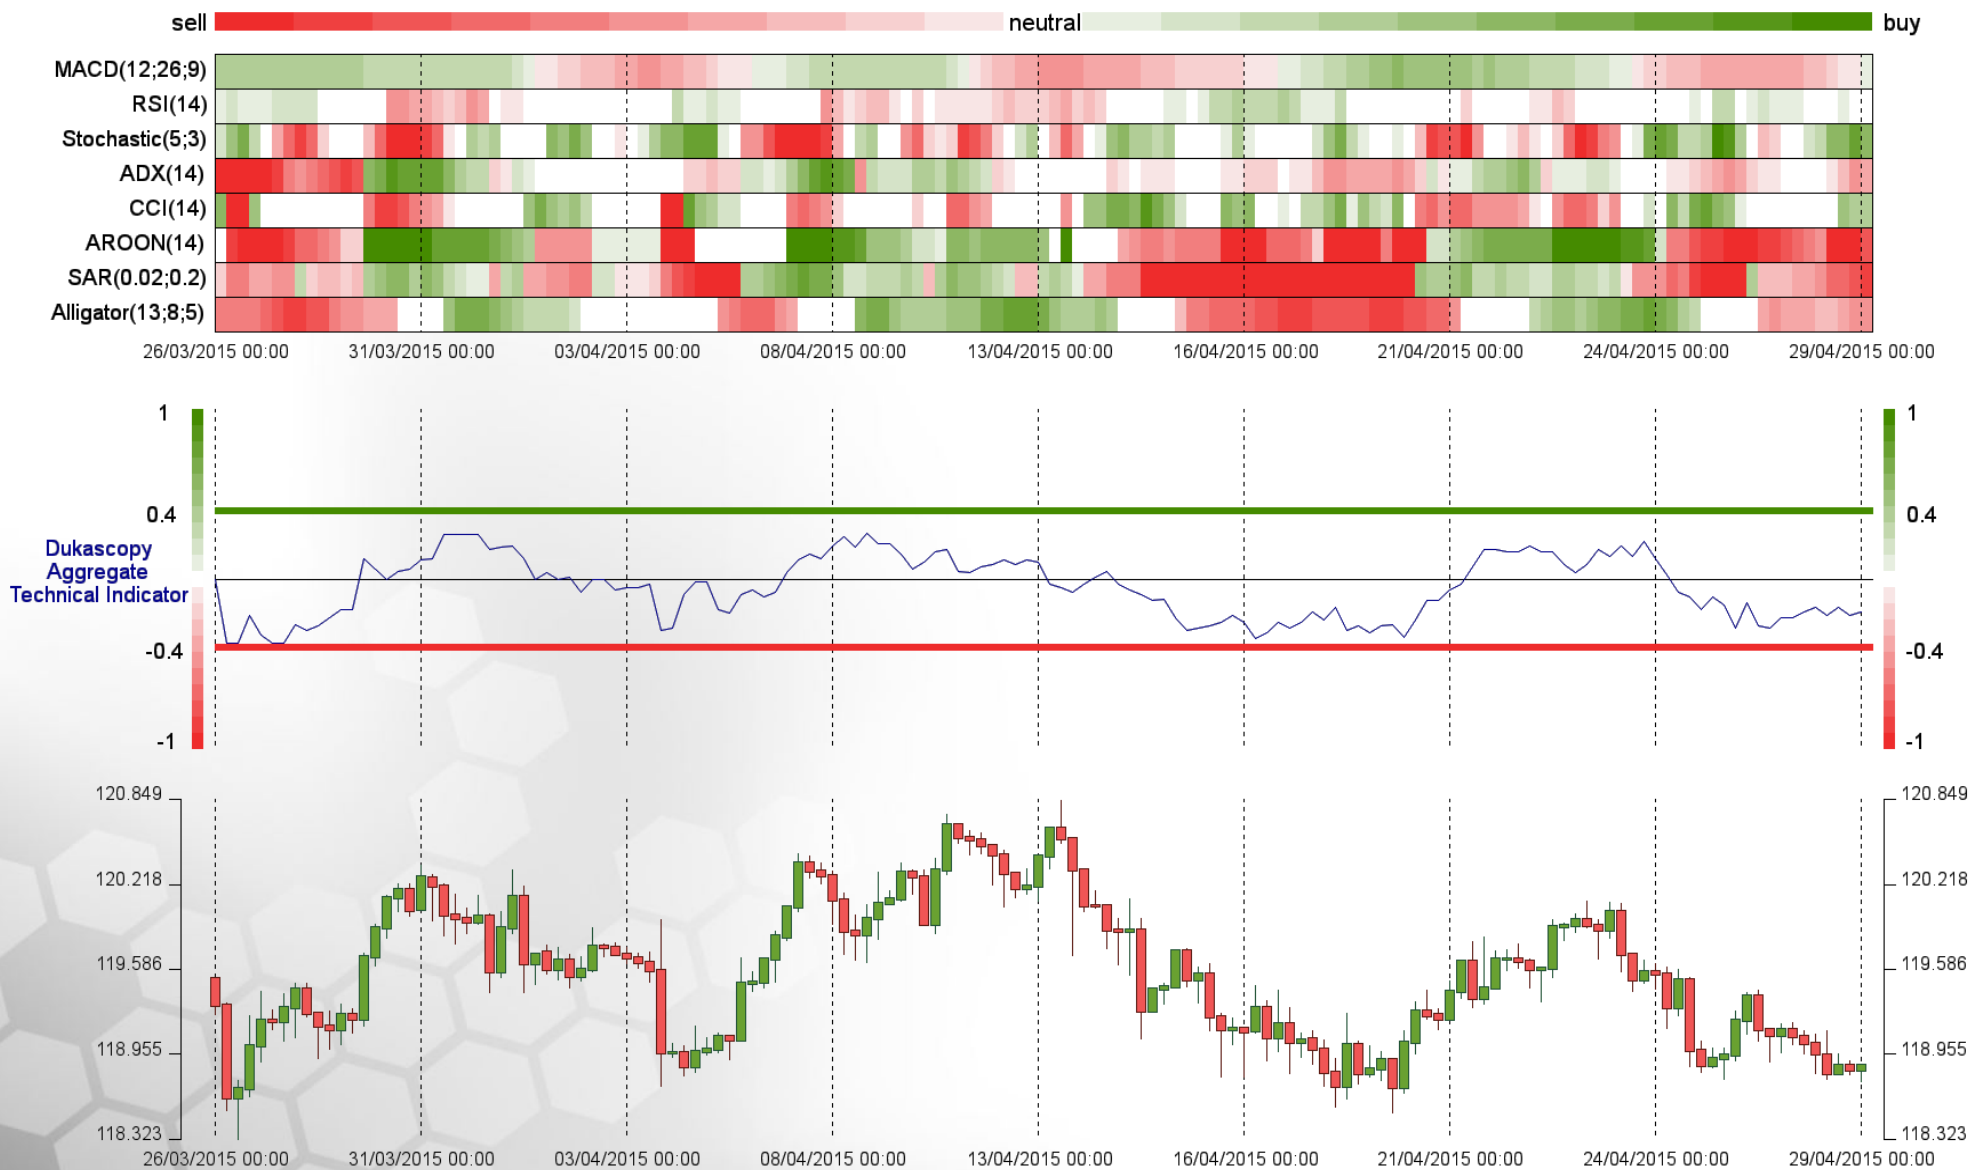 sell neutral buy
MACD(12;26;9)
RSI(14)
Stochastic(5;3)
ADX(14)
CCI(14)
AROON(14)
SAR(0.02;0.2)
Alligator(13;8;5)
26/03/2015 00:00 31/03/2015 00:00 03/04/2015 00:00 08/04/2015 00:00 13/04/2015 00:00 16/04/2015 00:00 21/04/2015 00:00 24/04/2015 00:00 29/04/2015 00:00
1 1
0.4 0.4
Dukascopy
Aggregate
Technical Indicator
-0.4 -0.4
-1 -1
120.849 120.849
120.218 120.218
119.586 119.586
118.955 118.955
118.323 118.323
26/03/2015 00:00 31/03/2015 00:00 03/04/2015 00:00 08/04/2015 00:00 13/04/2015 00:00 16/04/2015 00:00 21/04/2015 00:00 24/04/2015 00:00 29/04/2015 00:00